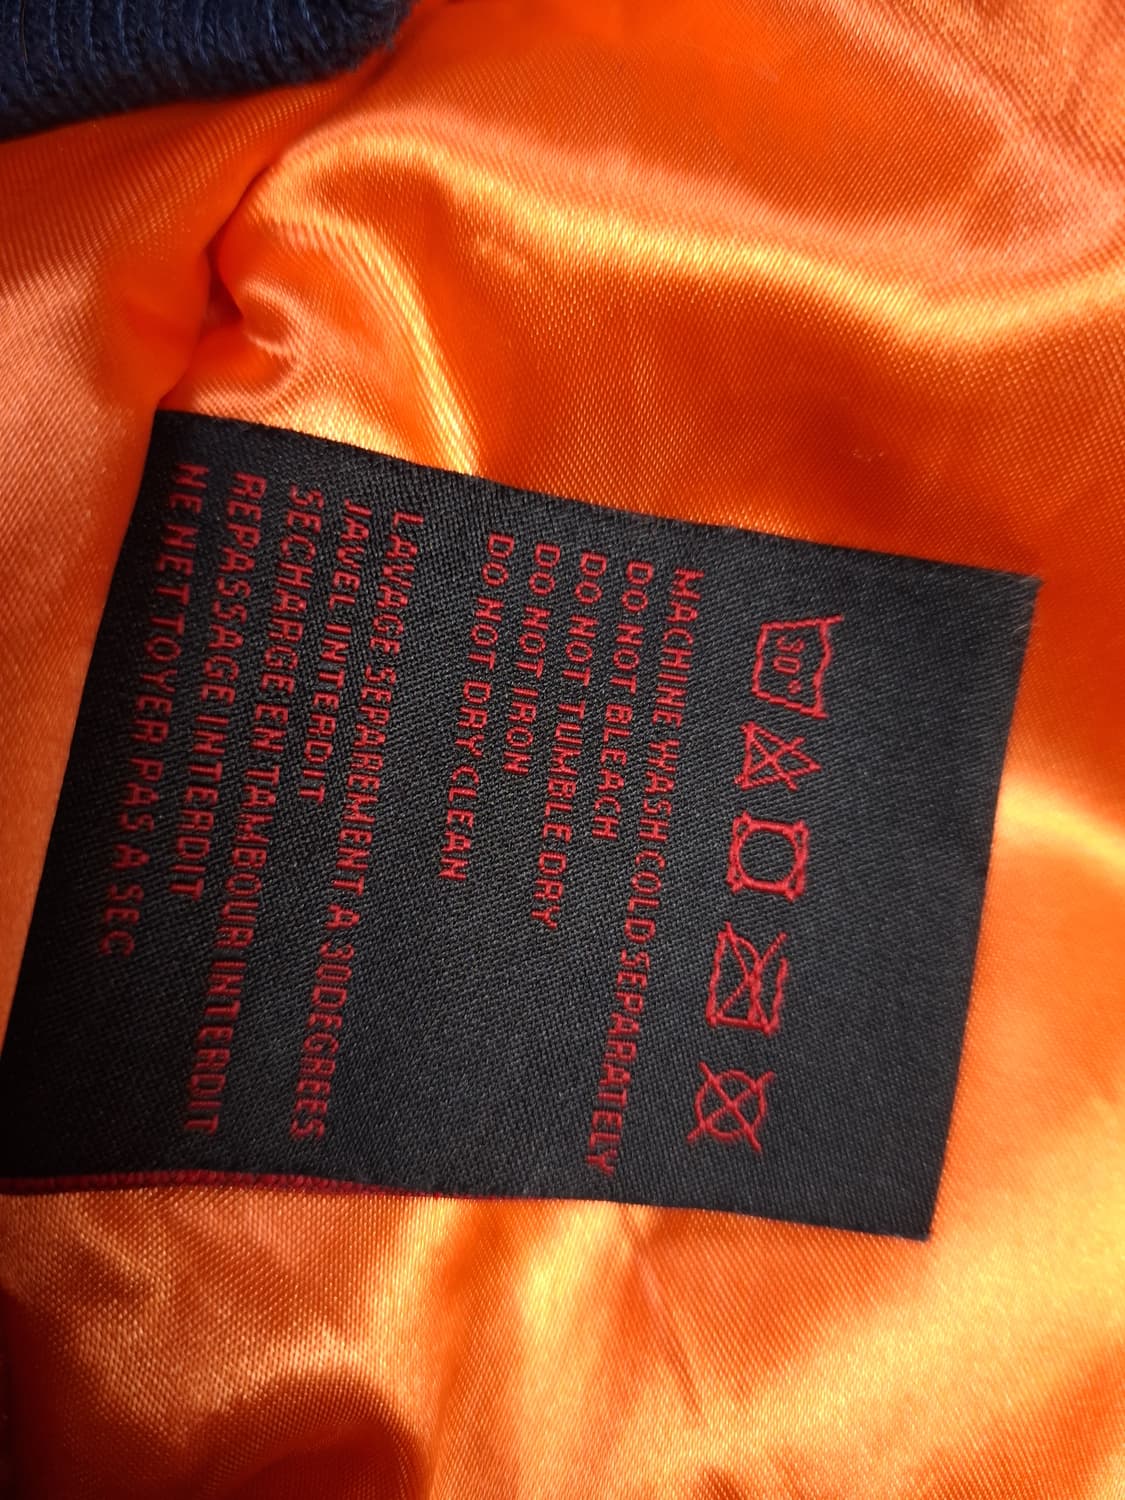 30°
MACHINE WASH COLD SEPARATELY
DO NOT BLEACH
DO NOT TUMBLE DRY
DO NOT IRON
DO NOT DRY CLEAN
LAVAGE SEPAREMENT A 30DEGREES
JAVEL INTERDIT
SECHARGE EN TAMBOUR INTERDIT
REPASSAGE INTERDIT
NE NETTOYER PAS A SEC